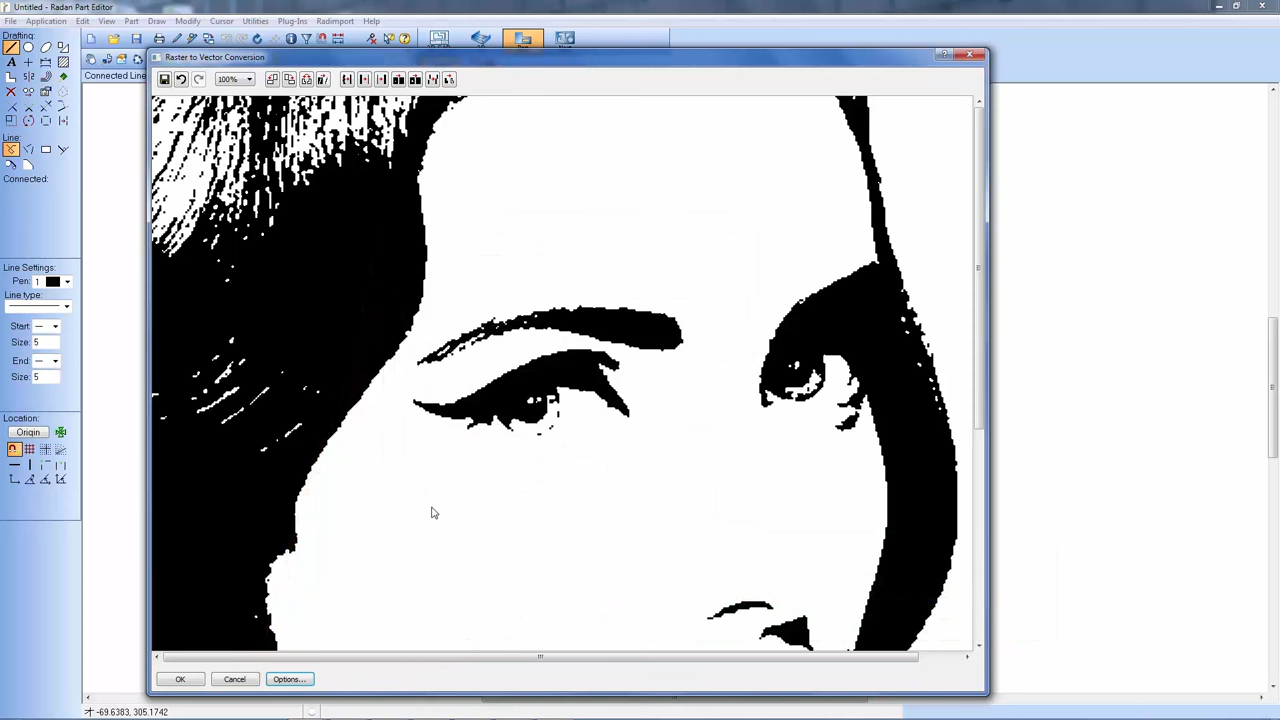 Untitled - Radan Part Editor
File Application Edit View Part Draw Modify Cursor Utilities Plug-Ins Radimport Help
Drafting:
Raster to Vector Conversion
Connected Line
100%
Line:
Connected:
Line Settings:
Pen: 1
Line type:
Start:
Size: 5
End:
Size: 5
Location:
Origin
OK Cancel Options...
-69.6383, 305.1742